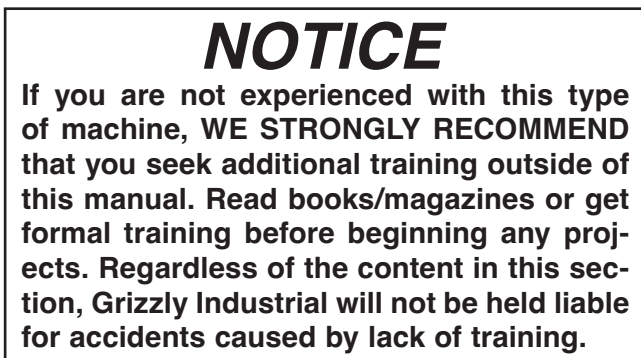 NOTICE
If you are not experienced with this type
of machine, WE STRONGLY RECOMMEND
that you seek additional training outside of
this manual. Read books/magazines or get
formal training before beginning any proj-
ects. Regardless of the content in this sec-
tion, Grizzly Industrial will not be held liable
for accidents caused by lack of training.